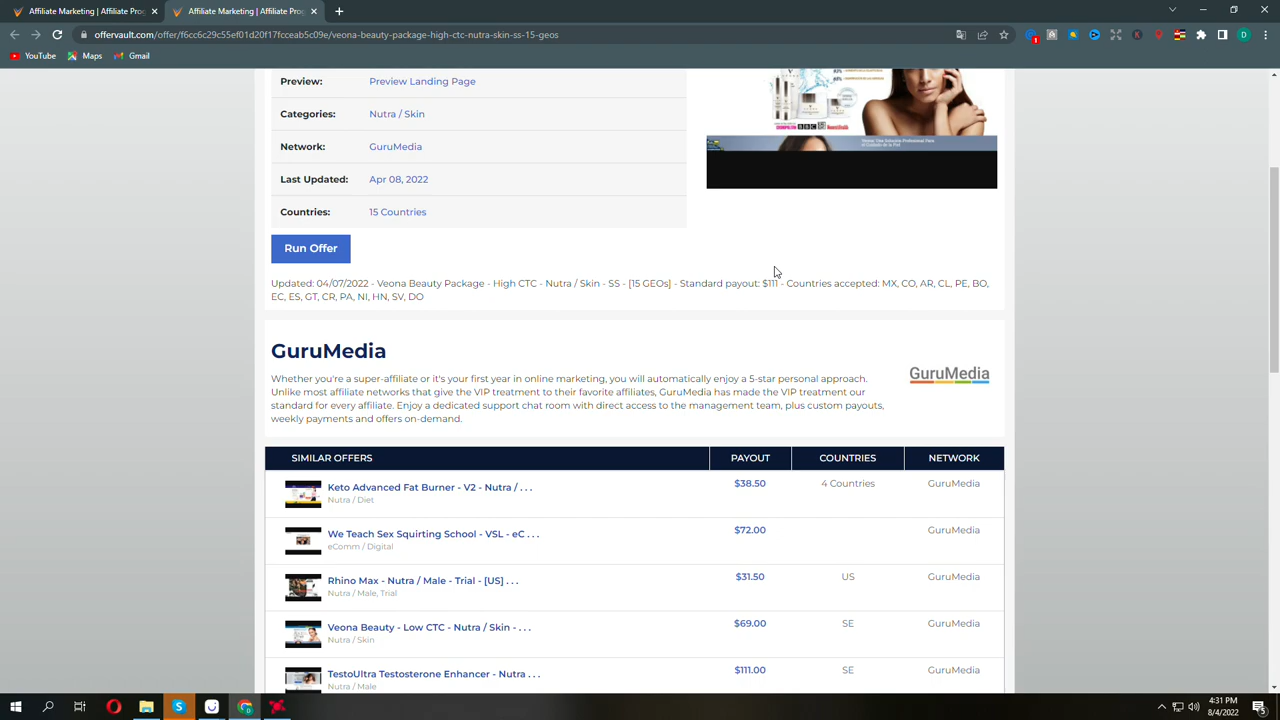 Affiliate Marketing | Affiliate Prog
Affiliate Marketing | Affiliate Prog
offervault.com/offer/f6cc6c29c55ef01d20f17fcceab5c09e/veona-beauty-package-high-ctc-nutra-skin-ss-15-geos
YouTube
Maps
Gmail
Preview: Preview Landing Page
Categories: Nutra / Skin
Network: GuruMedia
Last Updated: Apr 08, 2022
Countries: 15 Countries
BBC
Run Offer
Updated: 04/07/2022 - Veona Beauty Package - High CTC - Nutra / Skin - SS - [15 GEOs] - Standard payout: $111 - Countries accepted: MX, CO, AR, CL, PE, BO,
EC, ES, GT, CR, PA, NI, HN, SV, DO
GuruMedia
GuruMedia
Whether you're a super-affiliate or it's your first year in online marketing, you will automatically enjoy a 5-star personal approach.
Unlike most affiliate networks that give the VIP treatment to their favorite affiliates, GuruMedia has made the VIP treatment our
standard for every affiliate. Enjoy a dedicated support chat room with direct access to the management team, plus custom payouts,
weekly payments and offers on-demand.
SIMILAR OFFERS PAYOUT COUNTRIES NETWORK
Keto Advanced Fat Burner - V2 - Nutra / . . . $38.50 4 Countries GuruMedia
Nutra / Diet
We Teach Sex Squirting School - VSL - eC . . . $72.00 GuruMedia
eComm / Digital
Rhino Max - Nutra / Male - Trial - [US] . . . $31.50 US GuruMedia
Nutra / Male, Trial
Veona Beauty - Low CTC - Nutra / Skin - . . . $69.00 SE GuruMedia
Nutra / Skin
TestoUltra Testosterone Enhancer - Nutra . . . $111.00 SE GuruMedia
Nutra / Male
4:31 PM
8/4/2022